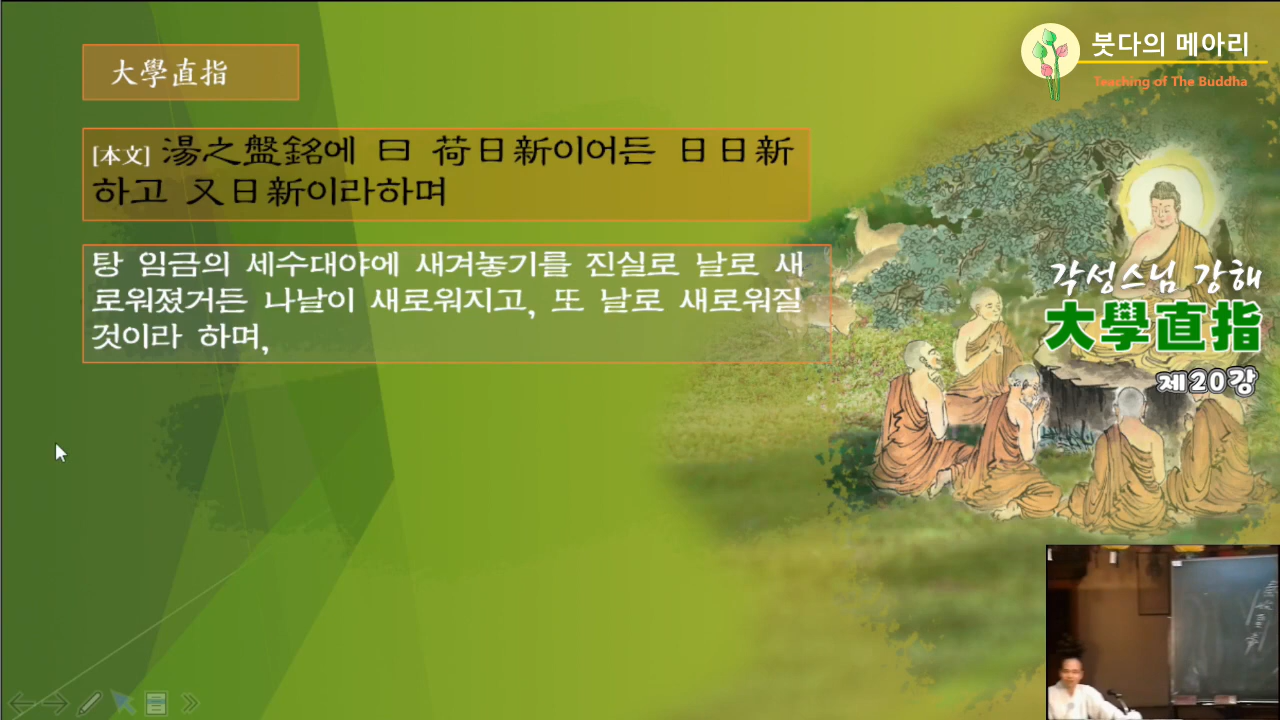 大學直指
[本文] 湯之盤銘에 曰 荷日新이어든 日日新
하고 又日新이라하며
탕 임금의 세수대야에 새겨놓기를 진실로 날로 새
로워졌거든 나날이 새로워지고, 또 날로 새로워질
것이라 하며,
붓다의 메아리
Teaching of The Buddha
각성스님 강해
大學直指
제20강